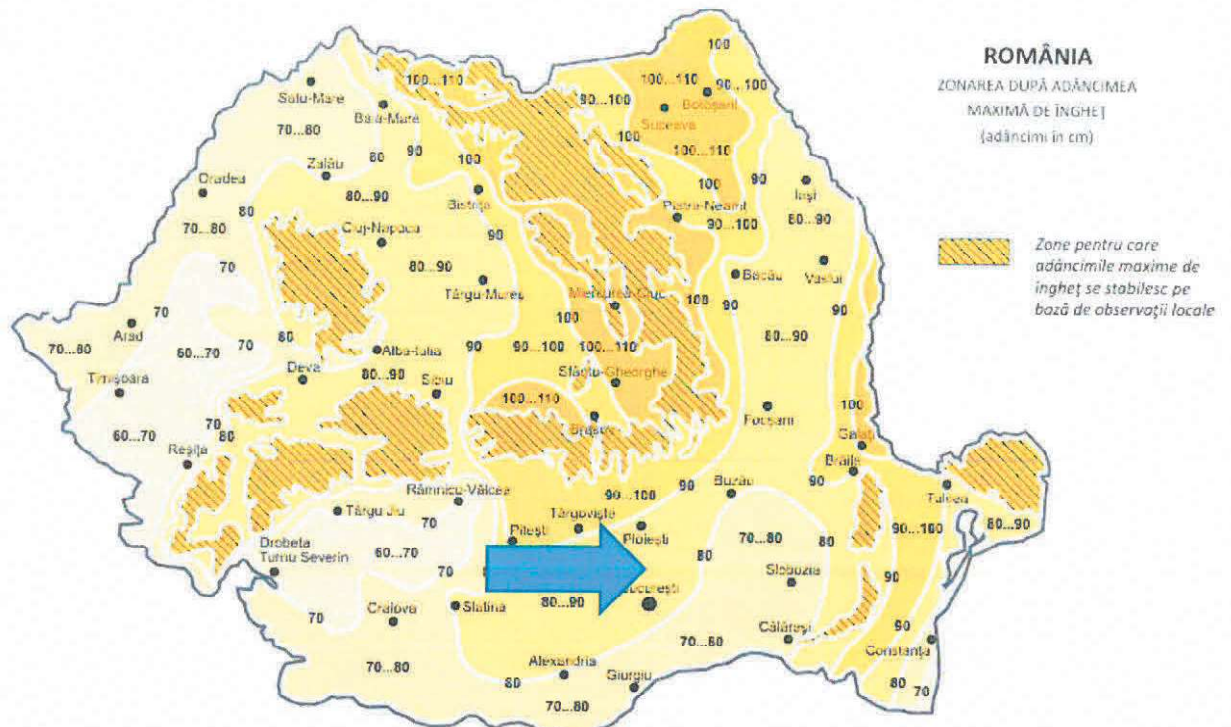 ROMÂNIA
ZONAREA DUPĂ ADÂNCIMEA
MAXIMĂ DE ÎNGHEȚ
(adâncimi în cm)
Zone pentru care
adâncimile maxime de
îngheț se stabilesc pe
bază de observații locale
100
100...110
100...110
90...100
90...100
Botoșani
Satu-Mare
Baia-Mare
Suceava
70...80
90
100
100...110
80
100
Zalău
100
90
Iași
Oradea
80...90
Bistrița
Piatra-Neamț
80
90...100
80...90
70...80
Cluj-Napoca
90
70
80...90
Bacău
Vaslui
Târgu-Mureș
Miercurea-Ciuc
100
90
90
70
100
Arad
80
70
90
90...100
100...110
80...90
70...80
60...70
Alba-Iulia
Timișoara
Deva
80...90
Sibiu
Sfântu-Gheorghe
100...110
100
60...70
70
80
Brașov
Focșani
Galați
Reșița
Brăila
90
90
Buzău
Tulcea
Râmnicu-Vâlcea
90...100
Târgu Jiu
70
Pitești
Târgoviște
Ploiești
90...100
80...90
Drobeta
Turnu Severin
60...70
70...80
80
80
70
80...90
Slobozia
90
Craiova
Slatina
București
70
70...80
70...80
Călărași
90
Constanța
Alexandria
80
Giurgiu
80
70
70...80